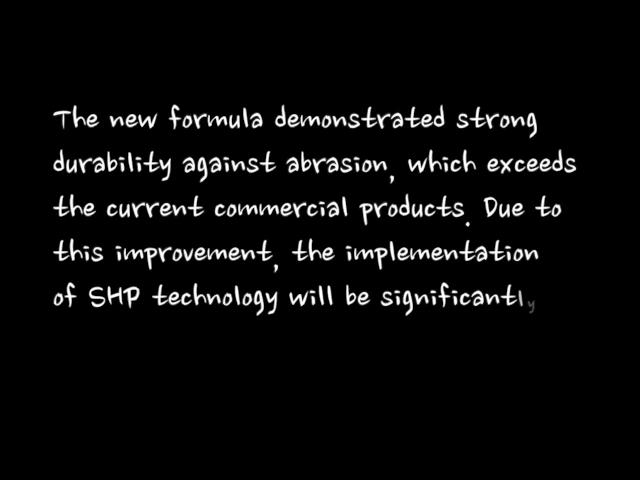 The new formula demonstrated strong
durability against abrasion, which exceeds
the current commercial products. Due to
this improvement, the implementation
of SHP technology will be significantly